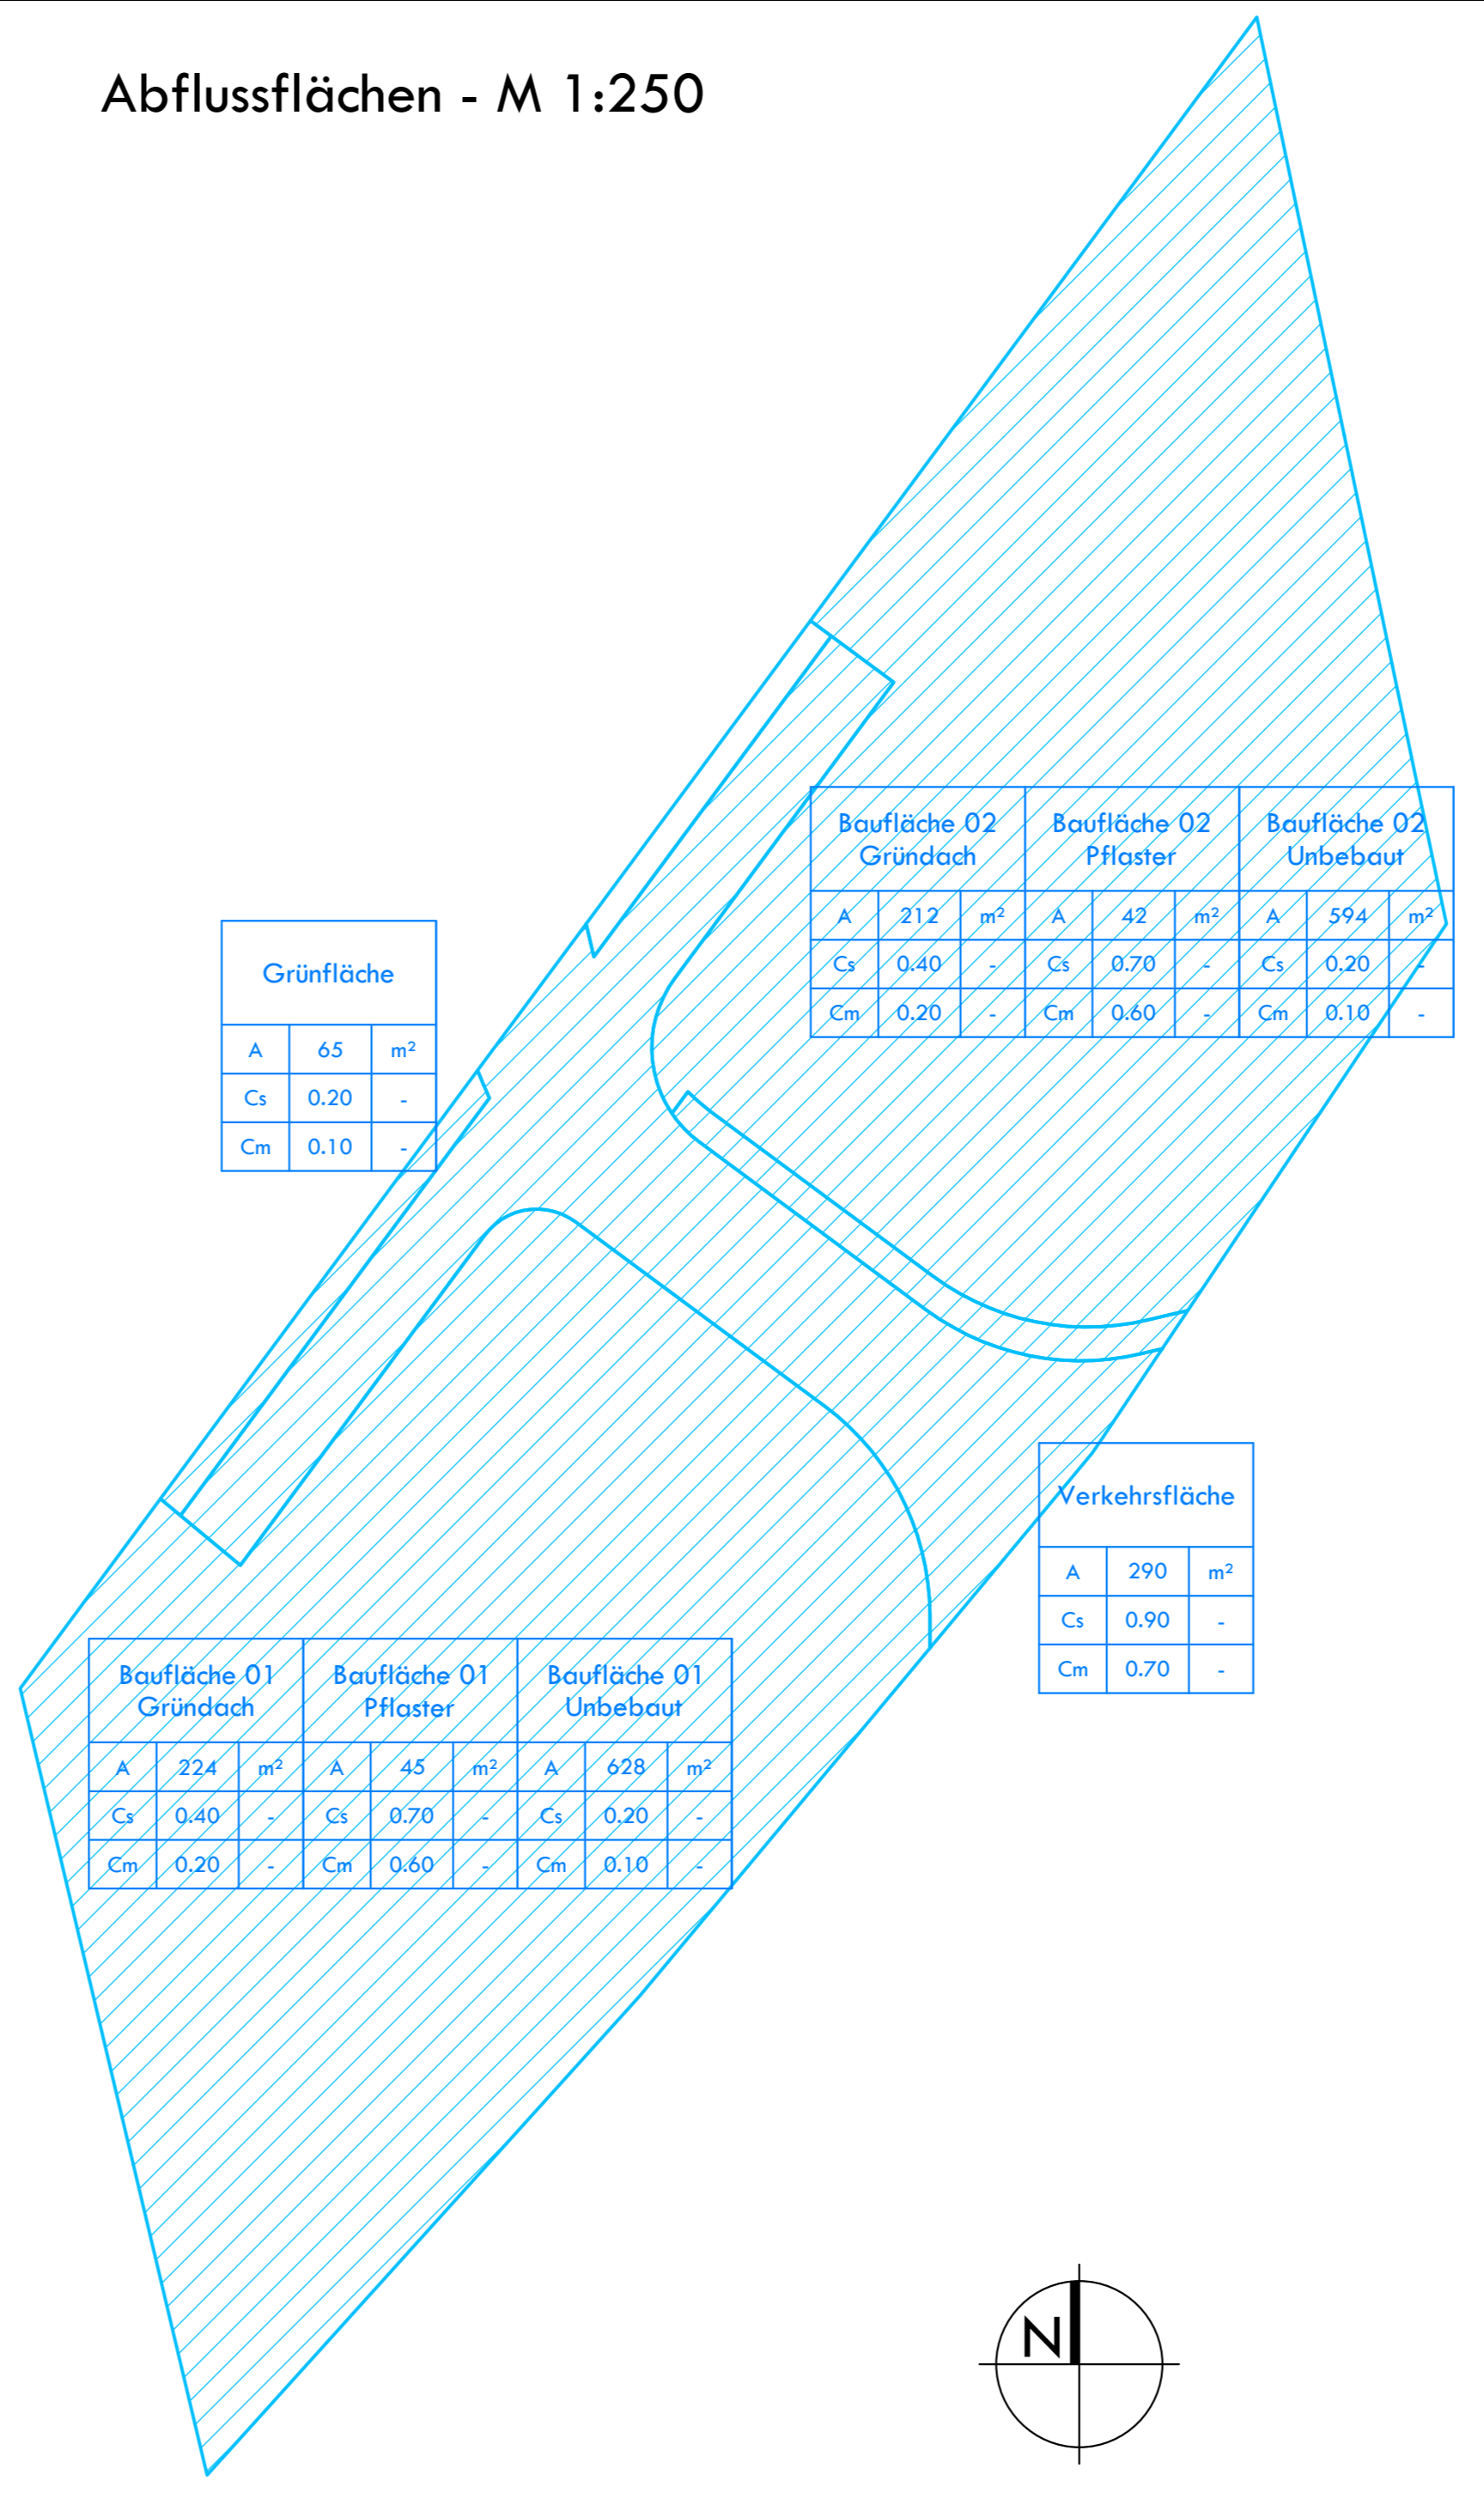 Abflussflächen - M 1:250
Baufläche 02 Gründach Baufläche 02 Pflaster Baufläche 02 Unbebaut
A 212 m² A 42 m² A 594 m²
Cs 0.40 - Cs 0.70 - Cs 0.20 -
Cm 0.20 - Cm 0.60 - Cm 0.10 -
Grünfläche
A 65 m²
Cs 0.20 -
Cm 0.10 -
Verkehrsfläche
A 290 m²
Cs 0.90 -
Cm 0.70 -
Baufläche 01 Gründach Baufläche 01 Pflaster Baufläche 01 Unbebaut
A 224 m² A 45 m² A 628 m²
Cs 0.40 - Cs 0.70 - Cs 0.20 -
Cm 0.20 - Cm 0.60 - Cm 0.10 -
N